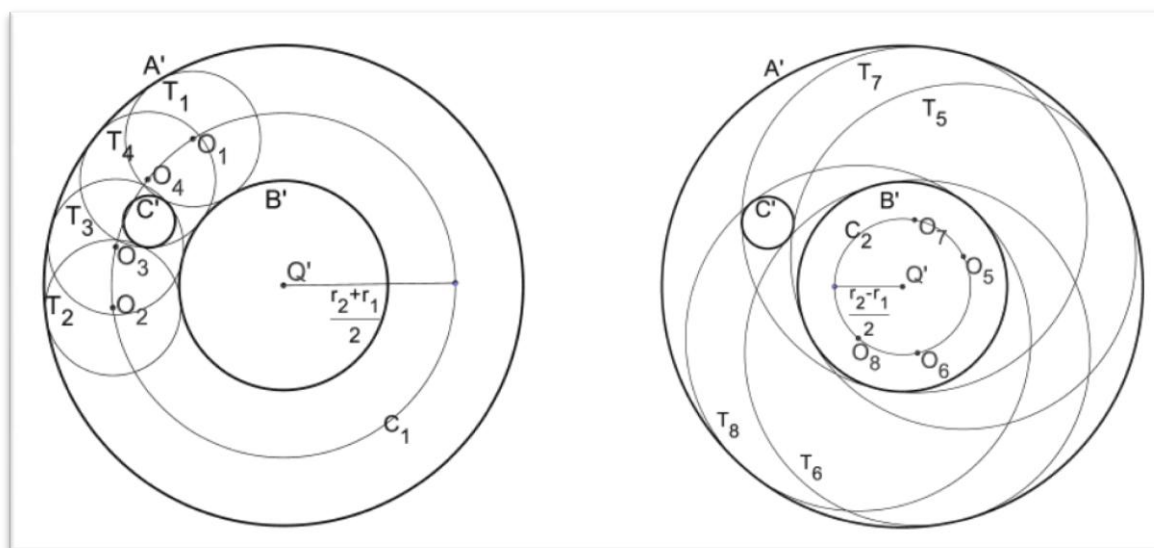 A'
T1
O1
T4
O4
C'
B'
T3
O3
Q'
T2
O2
r2+r1
2
C1
A'
T7
T5
C'
B'
C2
O7
O5
Q'
r2-r1
2
O8
O6
T8
T6